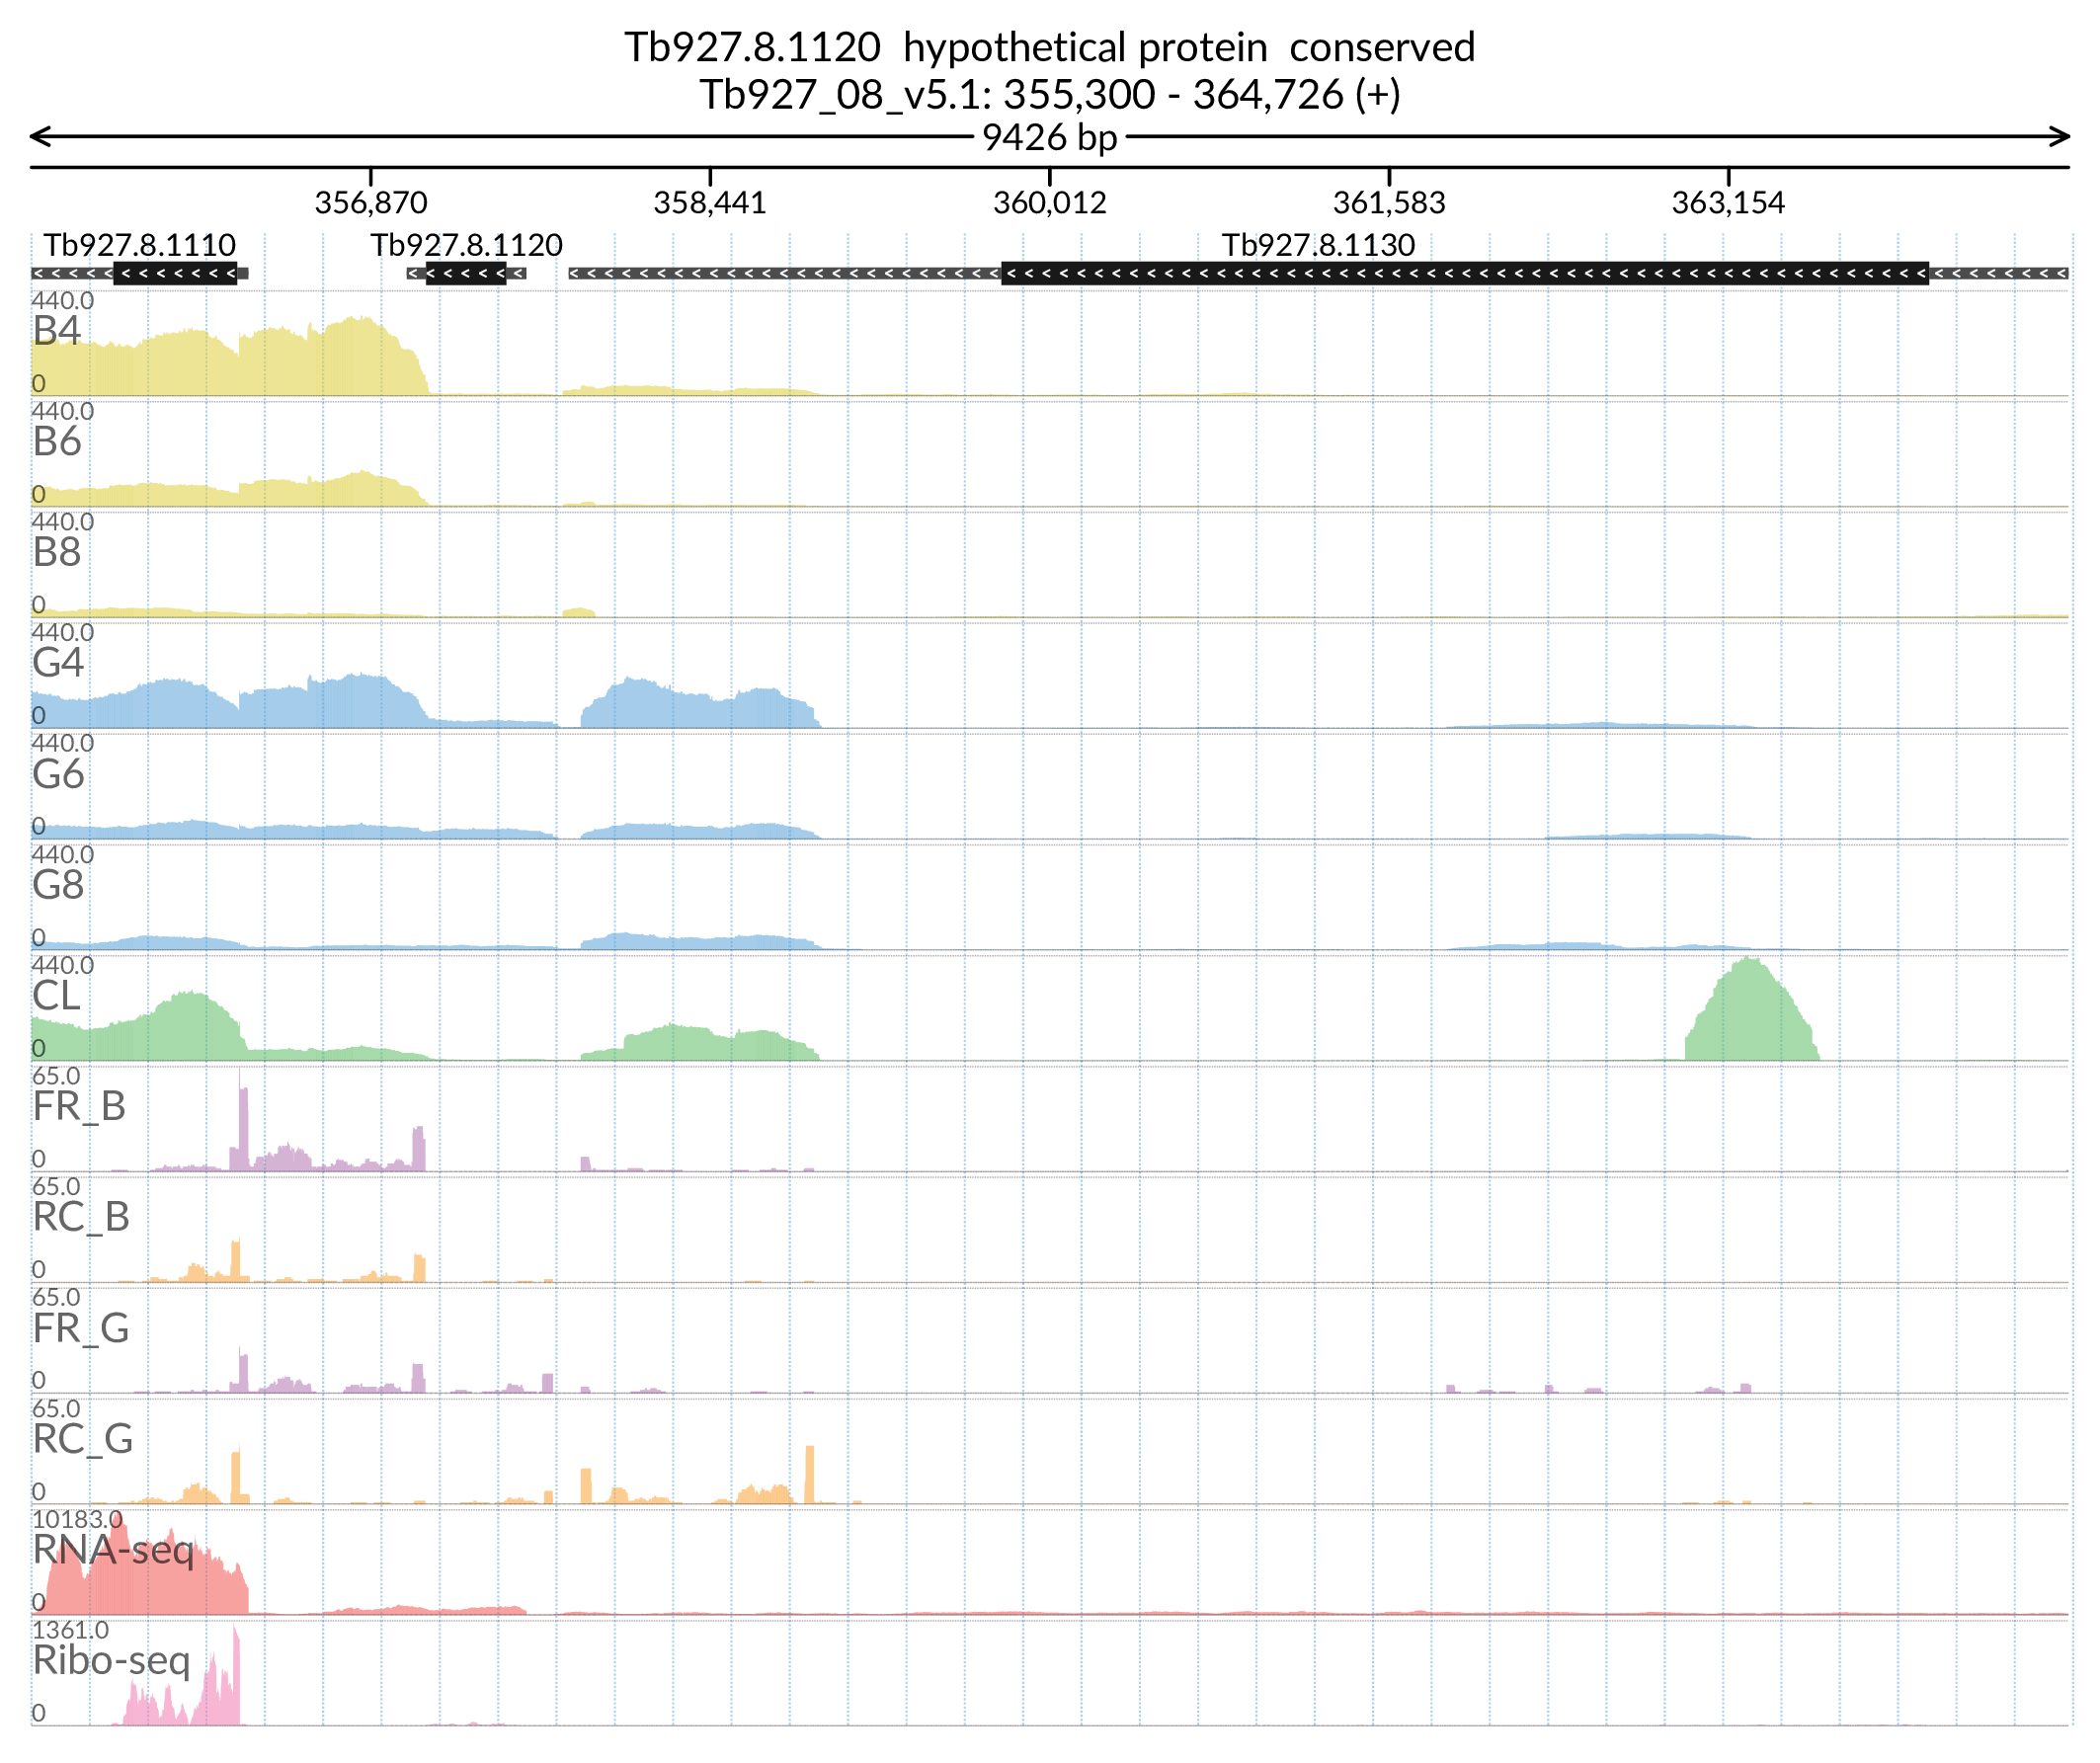 Tb927.8.1120 hypothetical protein conserved
Tb927_08_v5.1: 355,300 - 364,726 (+)
9426 bp
356,870 358,441 360,012 361,583 363,154
Tb927.8.1110 Tb927.8.1120 Tb927.8.1130
440.0
B4
0
440.0
B6
0
440.0
B8
0
440.0
G4
0
440.0
G6
0
440.0
G8
0
440.0
CL
0
65.0
FR_B
0
65.0
RC_B
0
65.0
FR_G
0
65.0
RC_G
0
10183.0
RNA-seq
0
1361.0
Ribo-seq
0